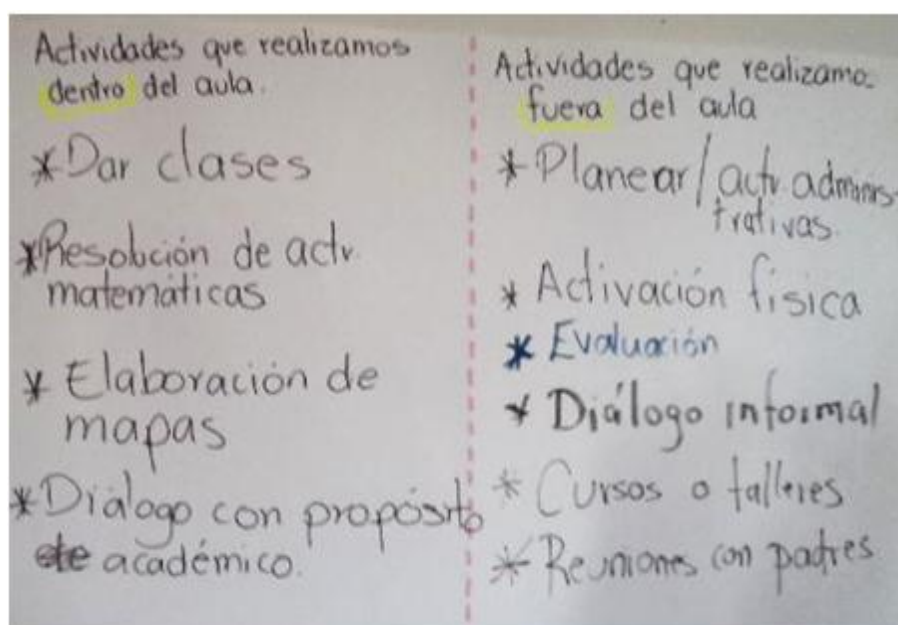 Actividades que realizamos
dentro del aula.
*Dar clases
*Resolución de actv.
matemáticas
* Elaboración de
mapas
*Diálogo con propósito
académico.
Actividades que realizamo
fuera del aula
* Planear/actv. adminis-
trativas.
* Activación física
* Evaluación
* Diálogo informal
* Cursos o talleres
* Reuniones con padres